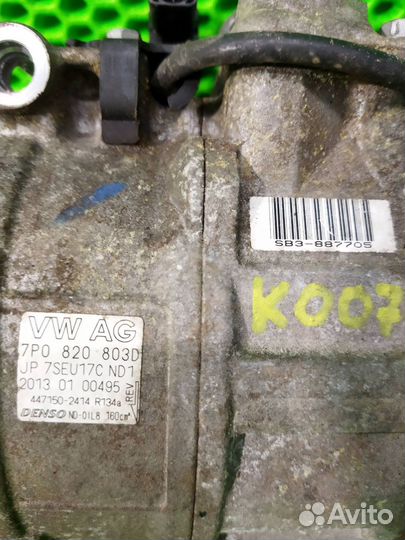 SB3-887705
K007
VW AG
7P0 820 803D
JP 7SEU17C ND1
2013 01 00495
447150-2414 R134a
DENSO ND-OIL8 160cm³
REV
Avito